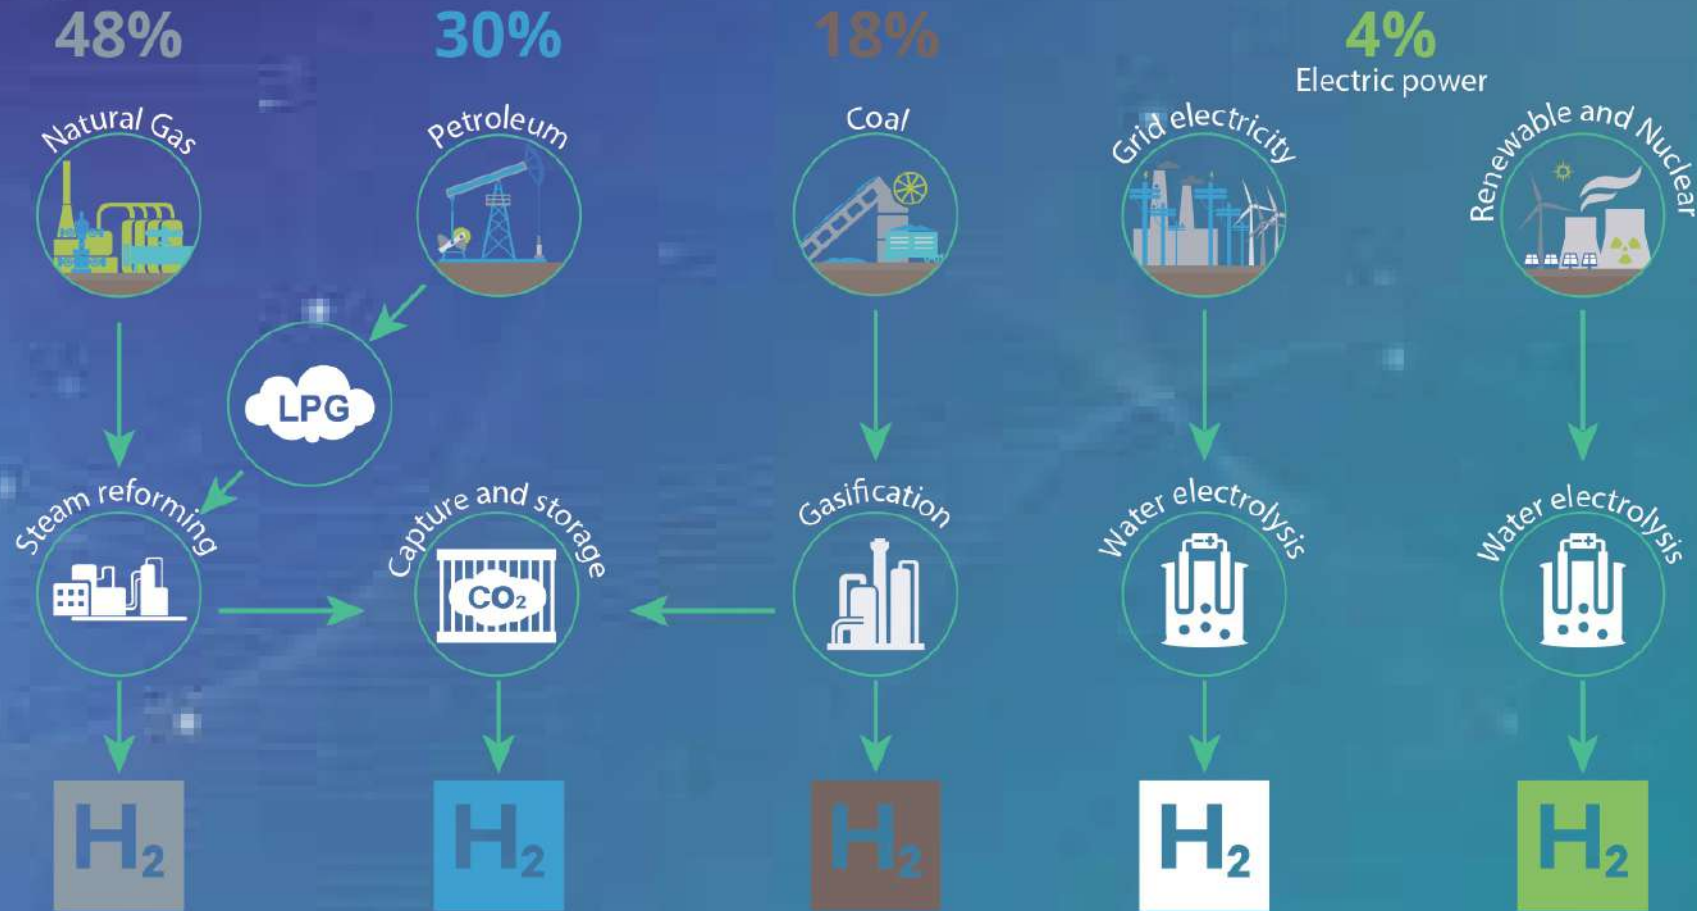 48%
30%
18%
4%
Electric power
Natural Gas
Petroleum
Coal
Grid electricity
Renewable and Nuclear
LPG
Steam reforming
Capture and storage
Gasification
Water electrolysis
Water electrolysis
CO₂
H₂
H₂
H₂
H₂
H₂